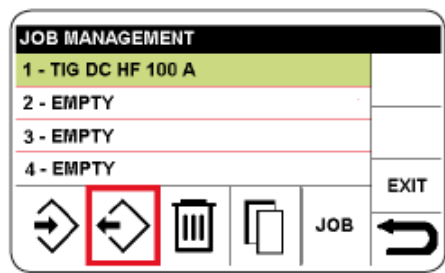 JOB MANAGEMENT
1 - TIG DC HF 100 A
2 - EMPTY
3 - EMPTY
4 - EMPTY
EXIT
JOB